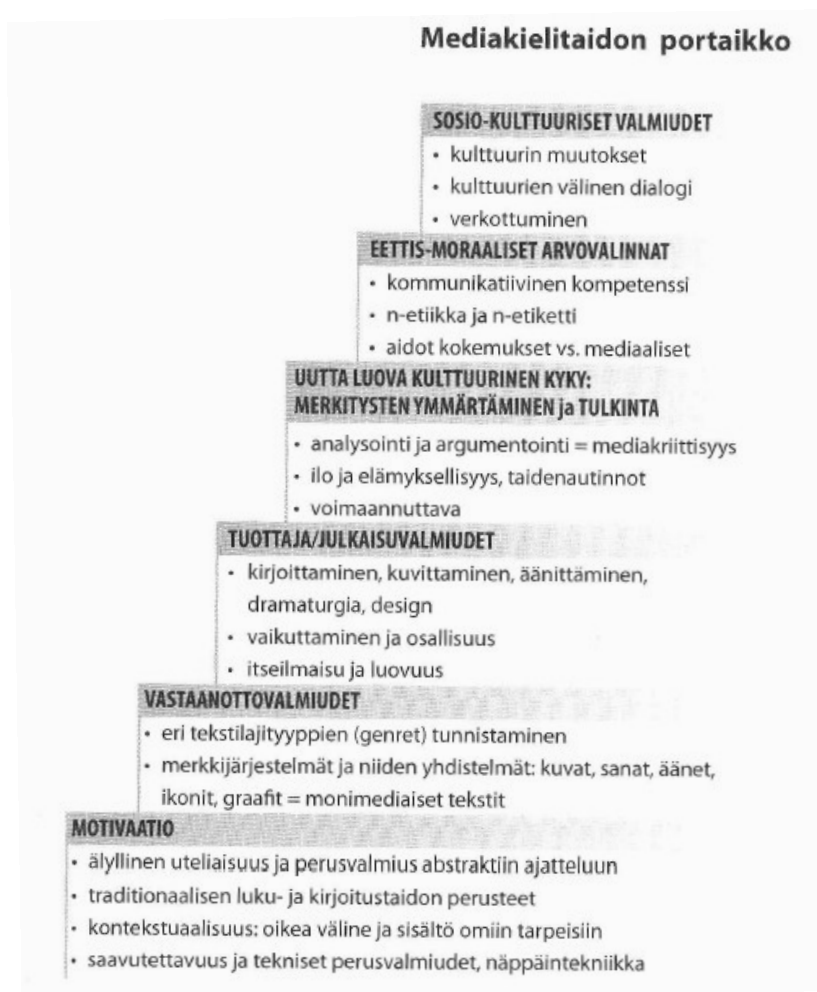 Mediakielitaidon portaikko
SOSIO-KULTTUURISET VALMIUDET
• kulttuurin muutokset
• kulttuurien välinen dialogi
• verkottuminen
EETTIS-MORAALISET ARVOVALINNAT
• kommunikatiivinen kompetenssi
• n-etiikka ja n-etiketti
• aidot kokemukset vs. mediaaliset
UUTTA LUOVA KULTTUURINEN KYKY:
MERKITYSTEN YMMÄRTÄMINEN ja TULKINTA
• analysointi ja argumentointi = mediakriittisyys
• ilo ja elämyksellisyys, taidenautinnot
• voimaannuttava
TUOTTAJA/JULKAISUVALMIUDET
• kirjoittaminen, kuvittaminen, äänittäminen,
dramaturgia, design
• vaikuttaminen ja osallisuus
• itseilmaisu ja luovuus
VASTAANOTTOVALMIUDET
• eri tekstilajityyppien (genret) tunnistaminen
• merkkijärjestelmät ja niiden yhdistelmät: kuvat, sanat, äänet,
ikonit, graafit = monimediaiset tekstit
MOTIVAATIO
• älyllinen uteliaisuus ja perusvalmius abstraktiin ajatteluun
• traditionaalisen luku- ja kirjoitustaidon perusteet
• kontekstuaalisuus: oikea väline ja sisältö omiin tarpeisiin
• saavutettavuus ja tekniset perusvalmiudet, näppäintekniikka